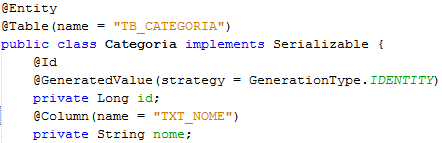 @Entity
@Table(name = "TB_CATEGORIA")
public class Categoria implements Serializable {
@Id
@GeneratedValue(strategy = GenerationType.IDENTITY)
private Long id;
@Column(name = "TXT_NOME")
private String nome;